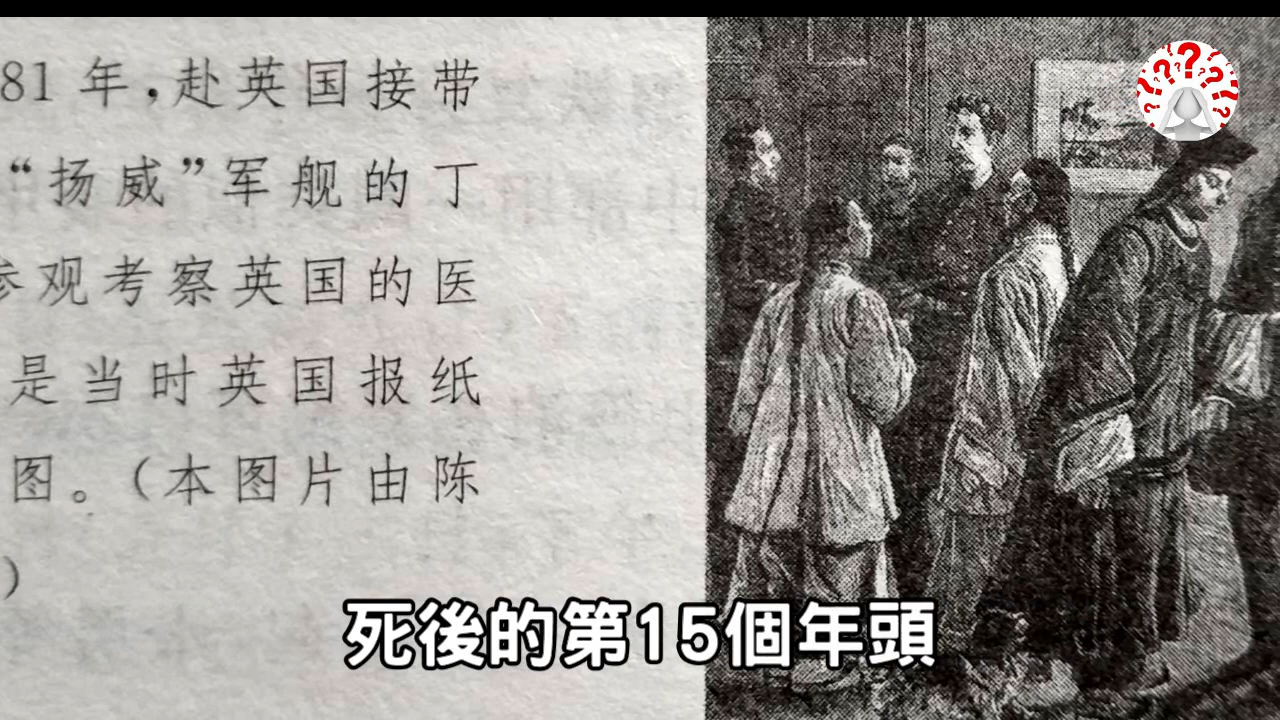 81 年，赴英国接带
“扬威”军舰的丁
参观考察英国的医
是当时英国报纸
图。（本图片由陈
）
死後的第15個年頭